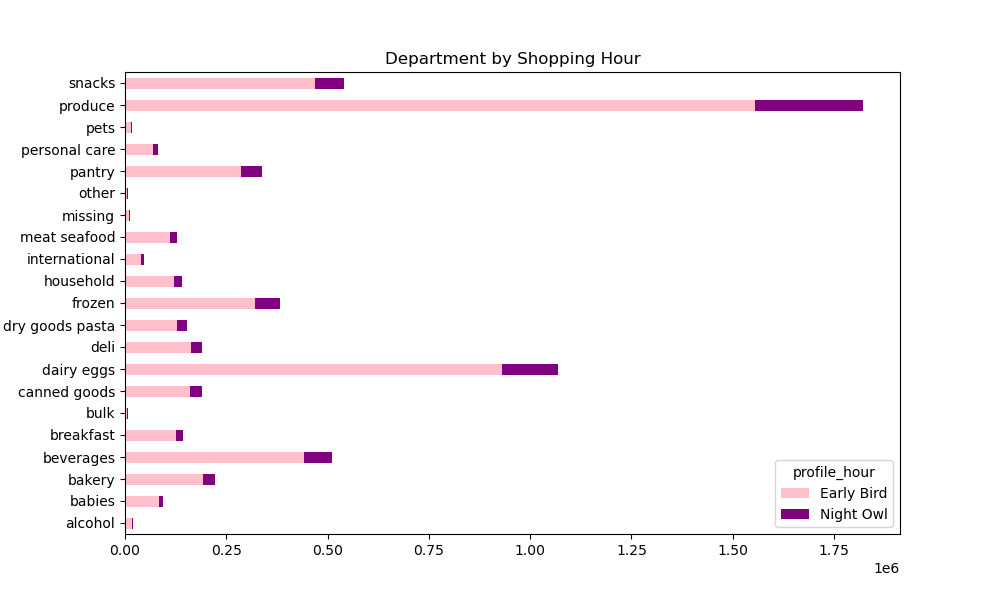 Department by Shopping Hour
snacks
produce
pets
personal care
pantry
other
missing
meat seafood
international
household
frozen
dry goods pasta
deli
dairy eggs
canned goods
bulk
breakfast
beverages
bakery
babies
alcohol
profile_hour
Early Bird
Night Owl
0.00 0.25 0.50 0.75 1.00 1.25 1.50 1.75
1e6